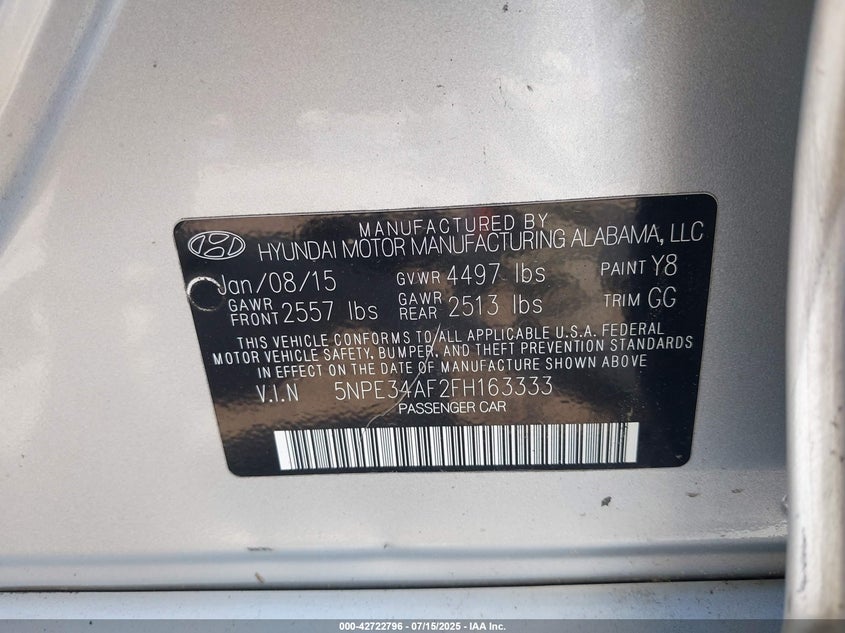 MANUFACTURED BY
HYUNDAI MOTOR MANUFACTURING ALABAMA, LLC
Jan/08/15 GVWR 4497 lbs PAINT Y8
GAWR FRONT 2557 lbs GAWR REAR 2513 lbs TRIM GG
THIS VEHICLE CONFORMS TO ALL APPLICABLE U.S.A. FEDERAL
MOTOR VEHICLE SAFETY, BUMPER, AND THEFT PREVENTION STANDARDS
IN EFFECT ON THE DATE OF MANUFACTURE SHOWN ABOVE
V.I.N 5NPE34AF2FH163333
PASSENGER CAR
000-42722796 - 07/15/2025 - IAA Inc.